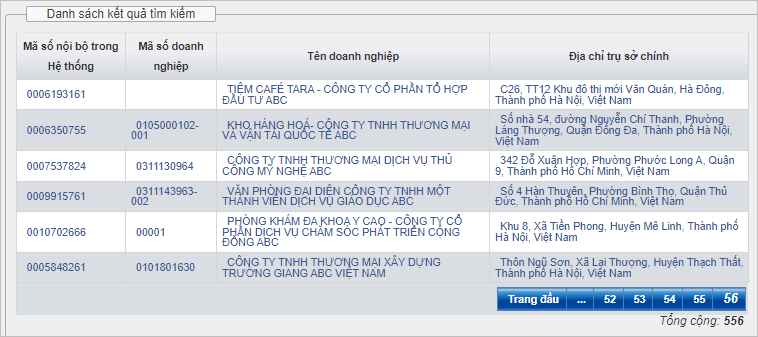 Danh sách kết quả tìm kiếm
Mã số nội bộ trong
Hệ thống
Mã số doanh
nghiệp
Tên doanh nghiệp
Địa chỉ trụ sở chính
0006193161
TIỆM CAFÉ TARA - CÔNG TY CỔ PHẦN TỔ HỢP
ĐẦU TƯ ABC
C26, TT12 Khu đô thị mới Văn Quán, Hà Đông,
Thành phố Hà Nội, Việt Nam
0006350755
0105000102-
001
KHO HÀNG HOÁ- CÔNG TY TNHH THƯƠNG MẠI
VÀ VẬN TẢI QUỐC TẾ ABC
Số nhà 54, đường Nguyễn Chí Thanh, Phường
Láng Thượng, Quận Đống Đa, Thành phố Hà Nội,
Việt Nam
0007537824
0311130964
CÔNG TY TNHH THƯƠNG MẠI DỊCH VỤ THỦ
CÔNG MỸ NGHỆ ABC
342 Đỗ Xuân Hợp, Phường Phước Long A, Quận
9, Thành phố Hồ Chí Minh, Việt Nam
0009915761
0311143963-
002
VĂN PHÒNG ĐẠI DIỆN CÔNG TY TNHH MỘT
THÀNH VIÊN DỊCH VỤ GIÁO DỤC ABC
Số 4 Hàn Thuyên, Phường Bình Thọ, Quận Thủ
Đức, Thành phố Hồ Chí Minh, Việt Nam
0010702666
00001
PHÒNG KHÁM ĐA KHOA Y CAO - CÔNG TY CỔ
PHẦN DỊCH VỤ CHĂM SÓC PHÁT TRIỂN CỘNG
ĐỒNG ABC
Khu 8, Xã Tiền Phong, Huyện Mê Linh, Thành phố
Hà Nội, Việt Nam
0005848261
0101801630
CÔNG TY TNHH THƯƠNG MẠI XÂY DỰNG
TRƯỜNG GIANG ABC VIỆT NAM
Thôn Ngũ Sơn, Xã Lại Thượng, Huyện Thạch Thất,
Thành phố Hà Nội, Việt Nam
Trang đầu ... 52 53 54 55 56
Tổng cộng: 556